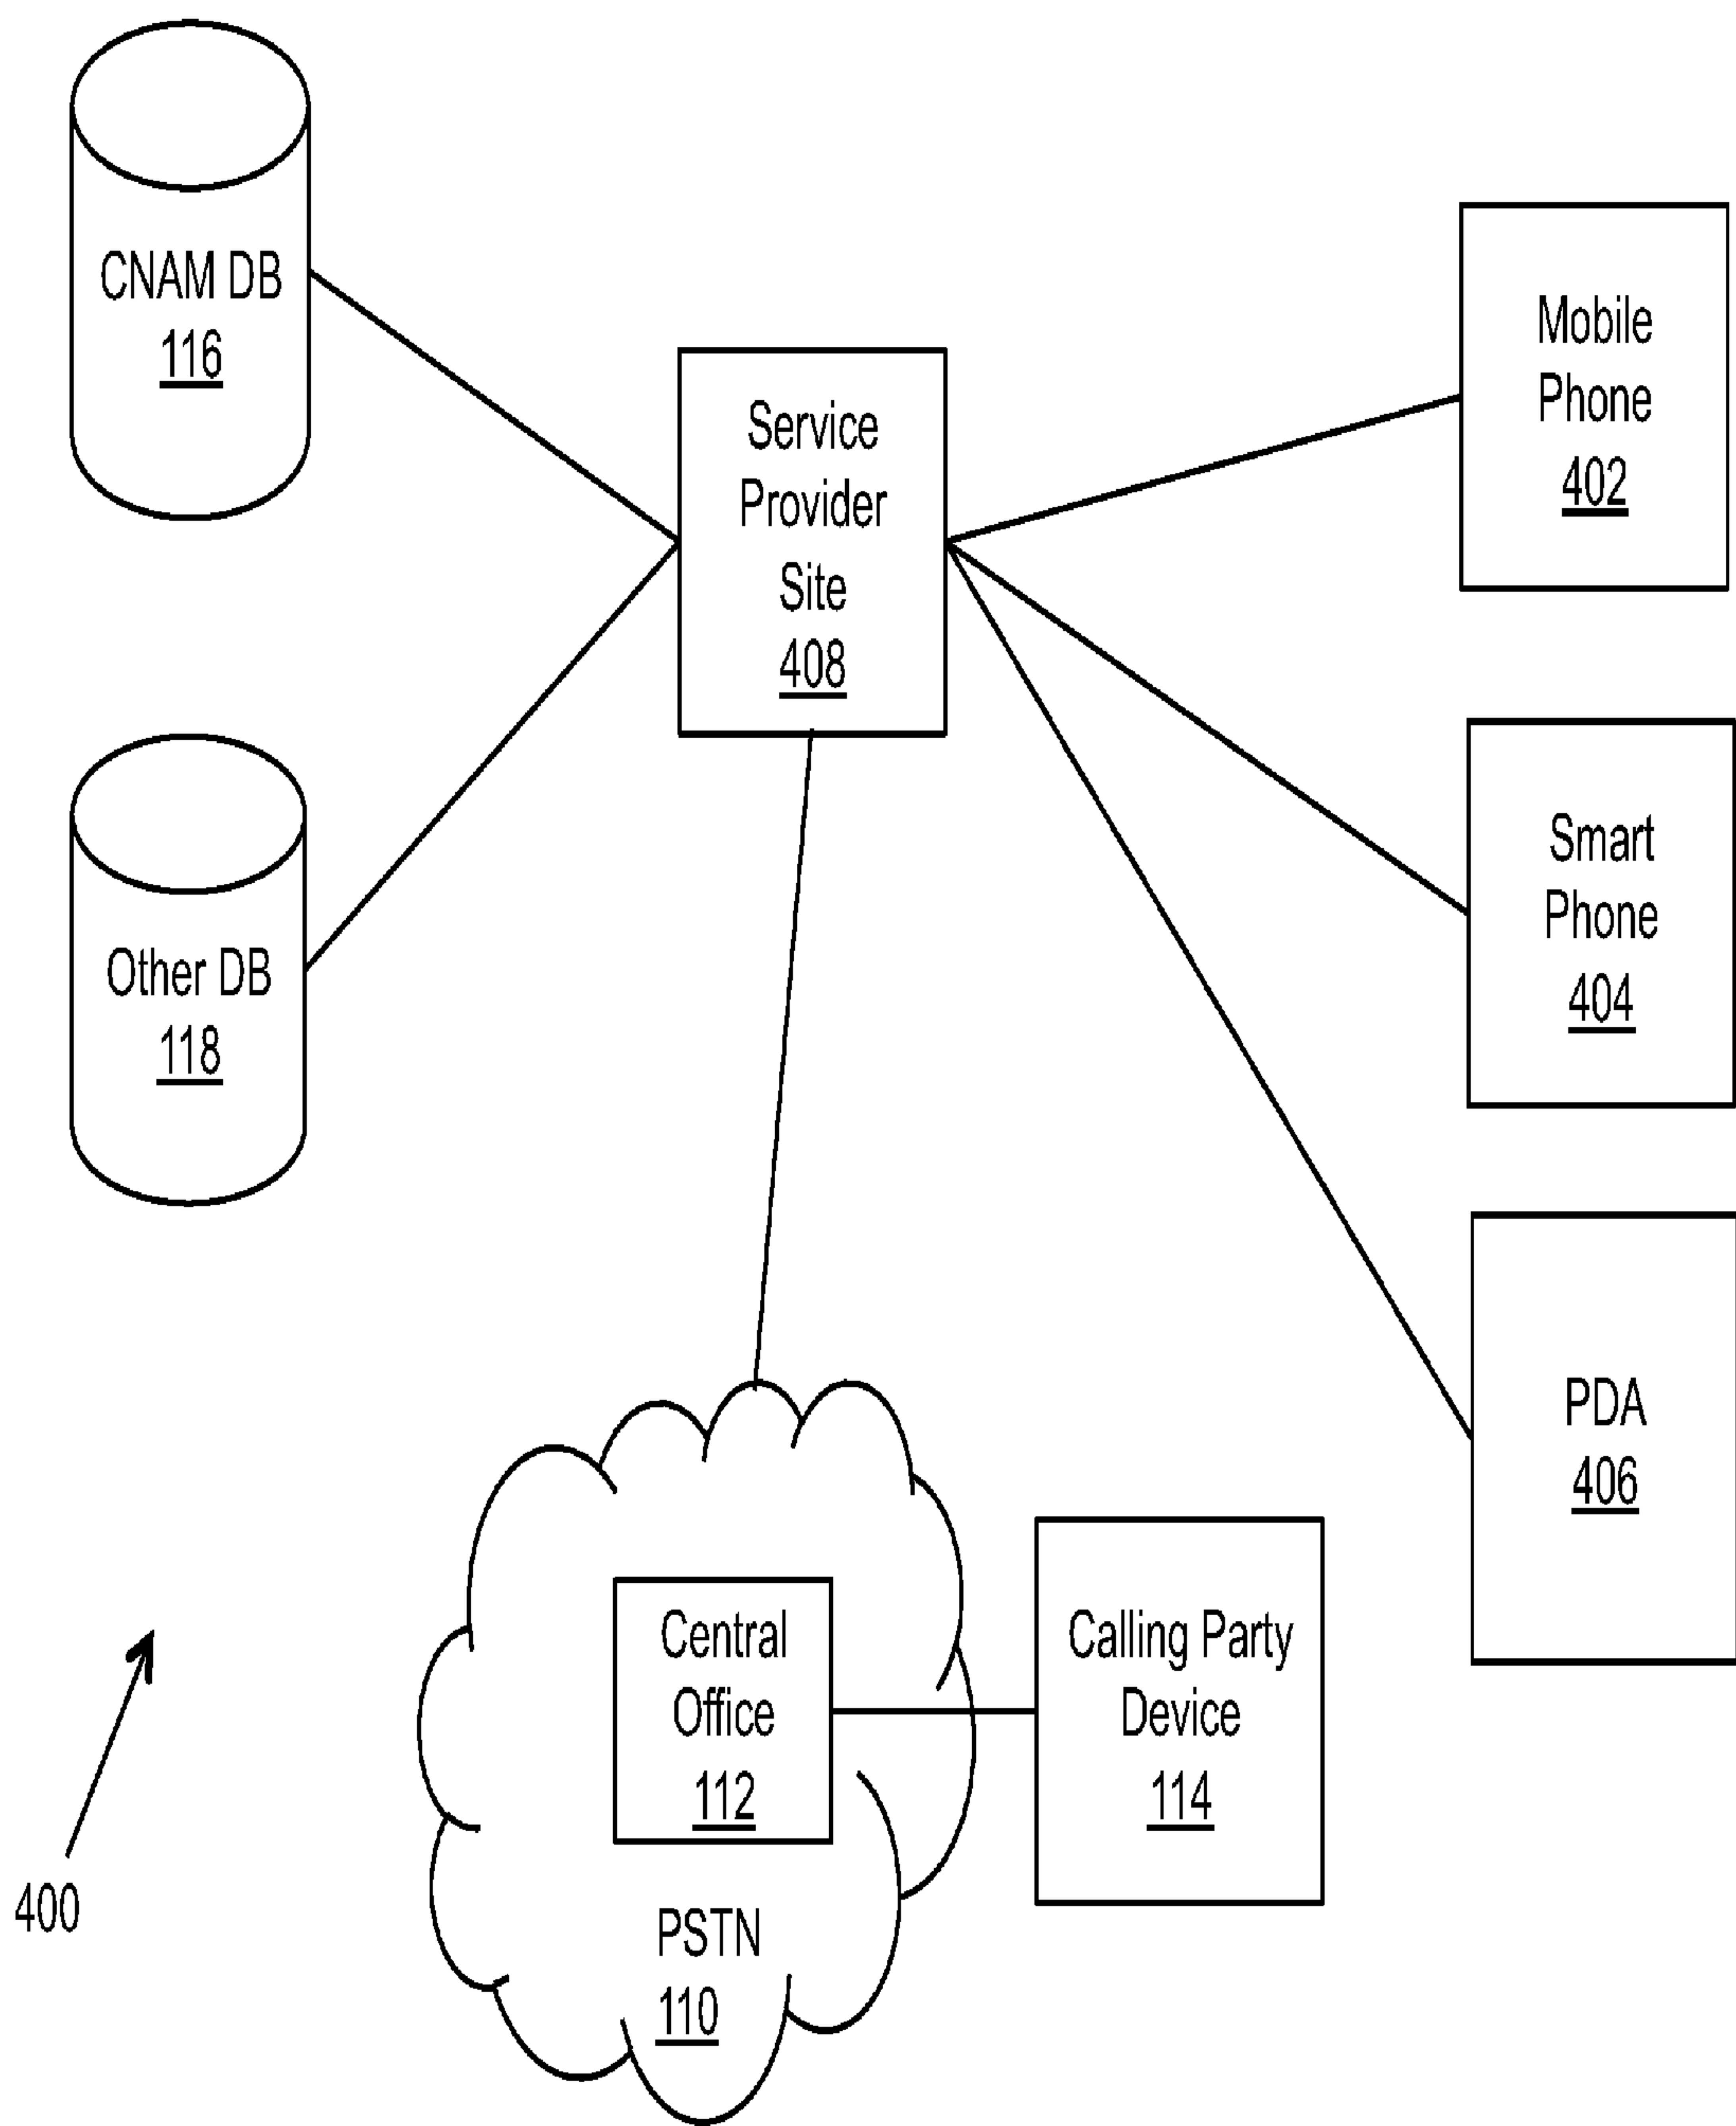 CNAM DB
116
Service
Provider
Site
408
Mobile
Phone
402
Other DB
118
Smart
Phone
404
PDA
406
Central
Office
112
Calling Party
Device
114
PSTN
110
400